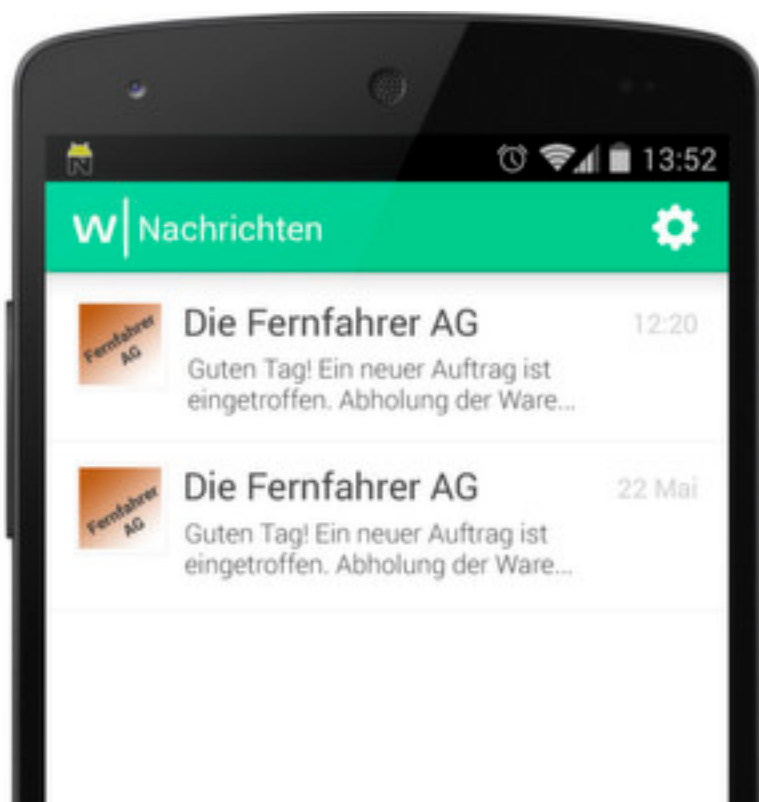 13:52
W Nachrichten
Die Fernfahrer AG
12:20
Fernfahrer
AG
Guten Tag! Ein neuer Auftrag ist
eingetroffen. Abholung der Ware...
Die Fernfahrer AG
22 Mai
Fernfahrer
AG
Guten Tag! Ein neuer Auftrag ist
eingetroffen. Abholung der Ware...